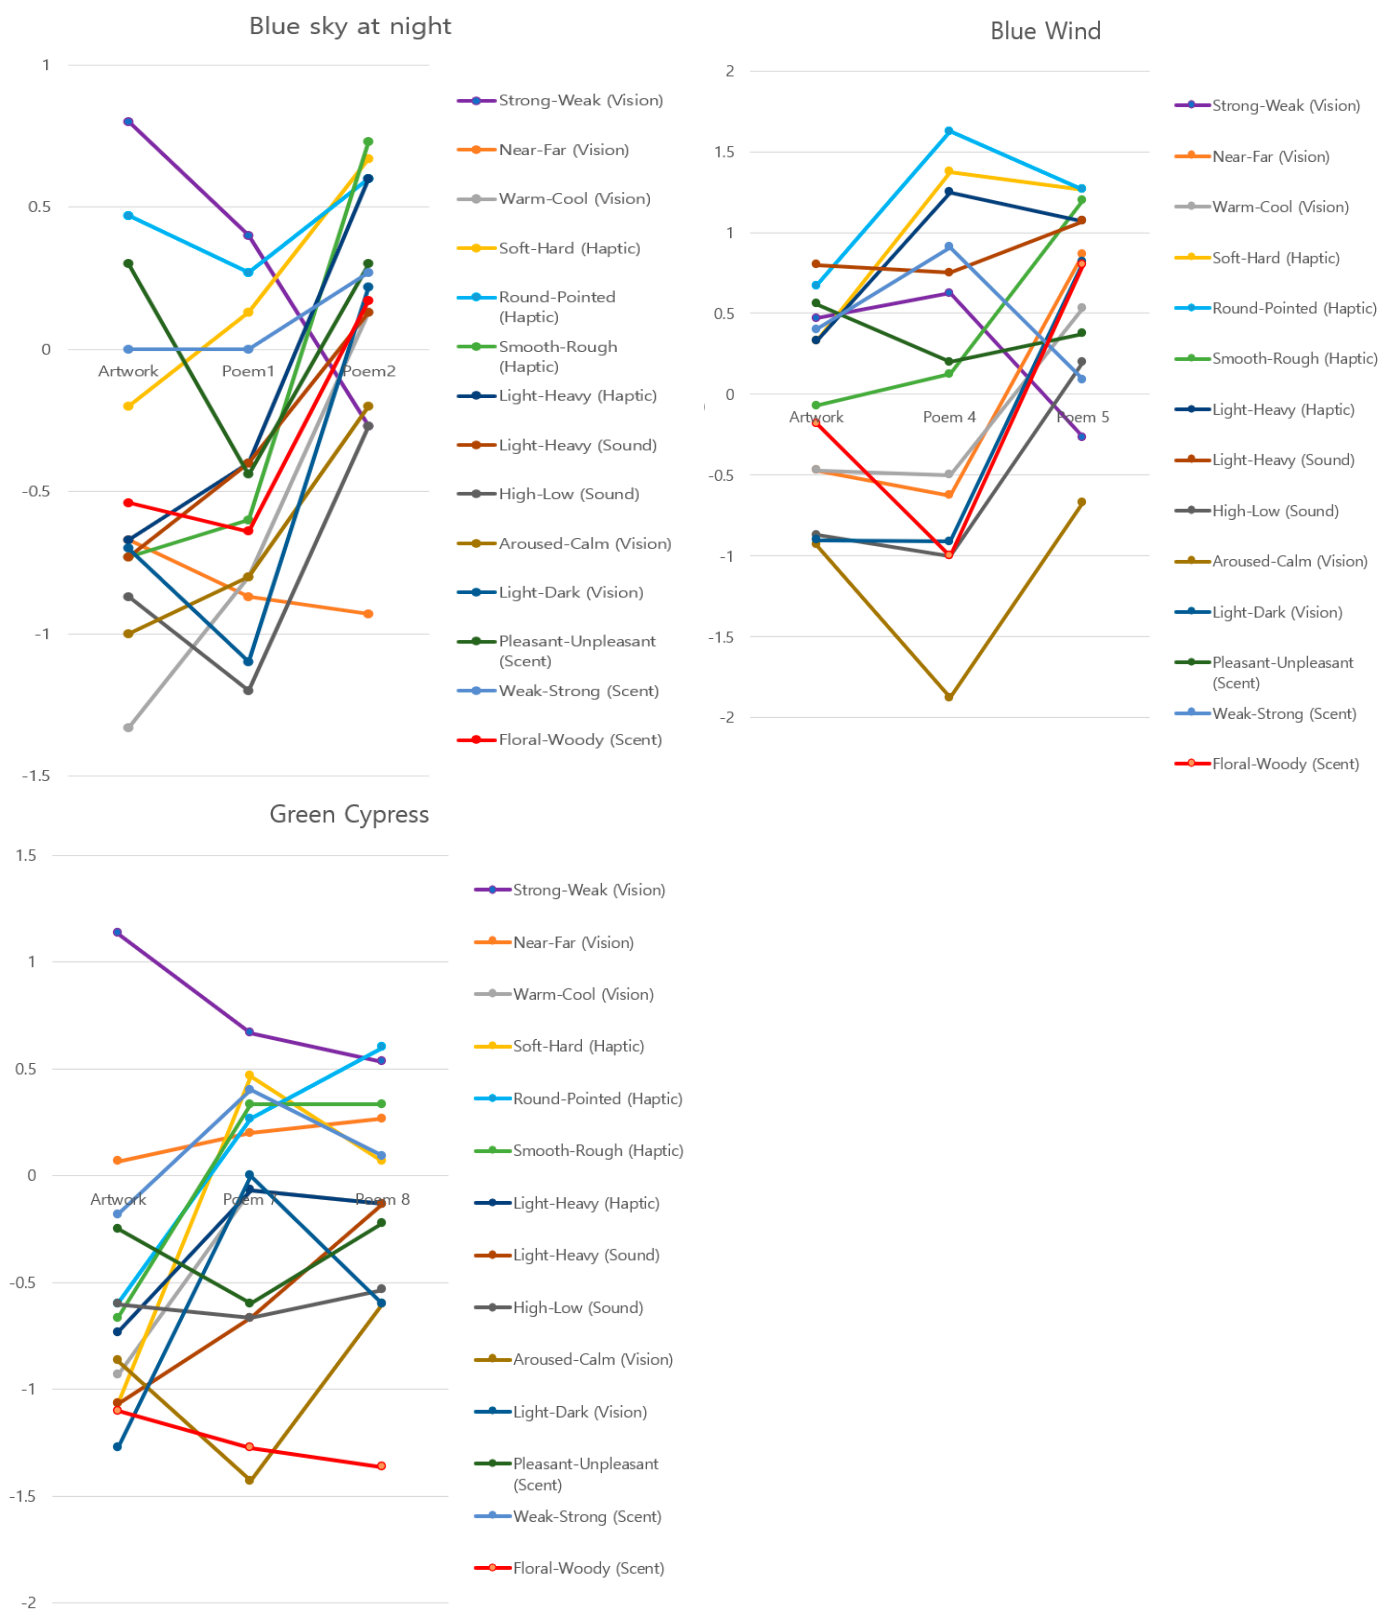 Blue sky at night
1
0.5
0
-0.5
-1
-1.5
Artwork
Poem1
Poem2
Strong-Weak (Vision)
Near-Far (Vision)
Warm-Cool (Vision)
Soft-Hard (Haptic)
Round-Pointed
(Haptic)
Smooth-Rough
(Haptic)
Light-Heavy (Haptic)
Light-Heavy (Sound)
High-Low (Sound)
Aroused-Calm (Vision)
Light-Dark (Vision)
Pleasant-Unpleasant
(Scent)
Weak-Strong (Scent)
Floral-Woody (Scent)
Blue Wind
2
1.5
1
0.5
0
-0.5
-1
-1.5
-2
Artwork
Poem 4
Poem 5
Strong-Weak (Vision)
Near-Far (Vision)
Warm-Cool (Vision)
Soft-Hard (Haptic)
Round-Pointed (Haptic)
Smooth-Rough (Haptic)
Light-Heavy (Haptic)
Light-Heavy (Sound)
High-Low (Sound)
Aroused-Calm (Vision)
Light-Dark (Vision)
Pleasant-Unpleasant
(Scent)
Weak-Strong (Scent)
Floral-Woody (Scent)
Green Cypress
1.5
1
0.5
0
-0.5
-1
-1.5
-2
Artwork
Poem 7
Poem 8
Strong-Weak (Vision)
Near-Far (Vision)
Warm-Cool (Vision)
Soft-Hard (Haptic)
Round-Pointed (Haptic)
Smooth-Rough (Haptic)
Light-Heavy (Haptic)
Light-Heavy (Sound)
High-Low (Sound)
Aroused-Calm (Vision)
Light-Dark (Vision)
Pleasant-Unpleasant
(Scent)
Weak-Strong (Scent)
Floral-Woody (Scent)